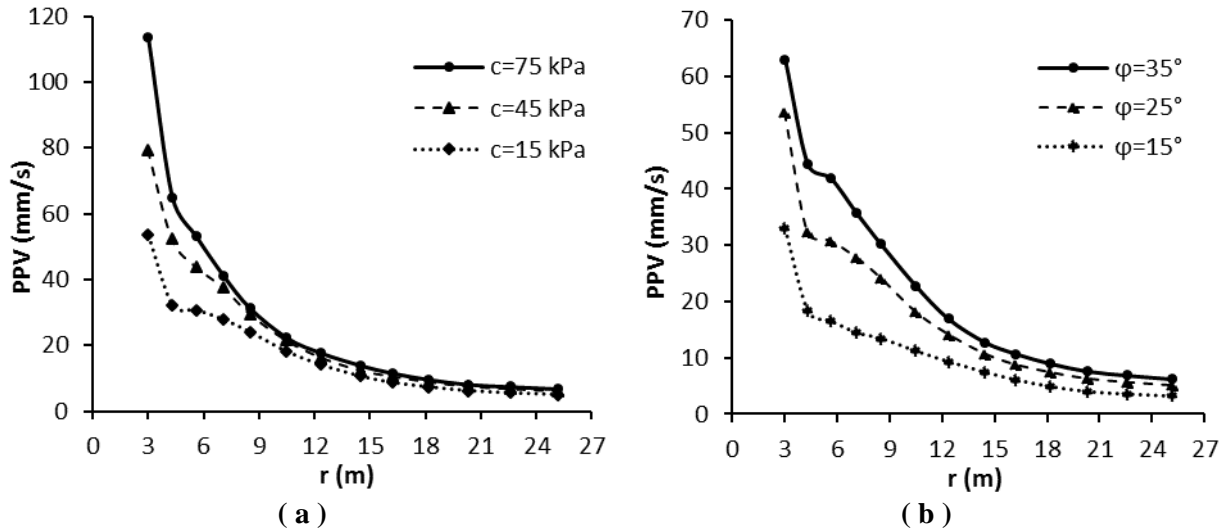 120
100
80
60
40
20
0
PPV (mm/s)
c=75 kPa
c=45 kPa
c=15 kPa
0 3 6 9 12 15 18 21 24 27
r (m)
( a )
70
60
50
40
30
20
10
0
PPV (mm/s)
φ=35°
φ=25°
φ=15°
0 3 6 9 12 15 18 21 24 27
r (m)
( b )